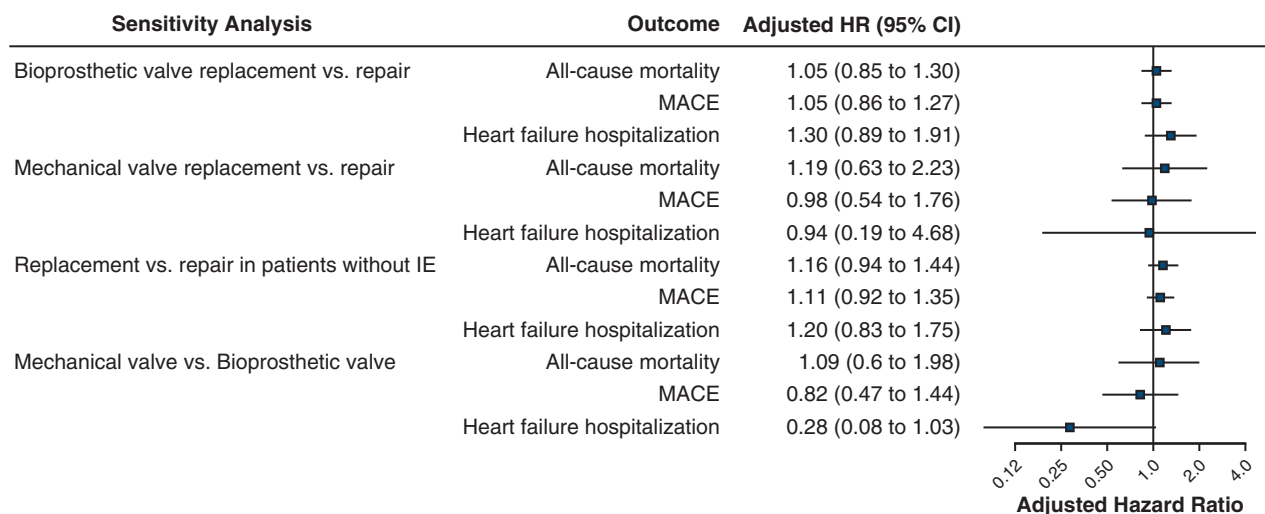 Sensitivity Analysis Outcome Adjusted HR (95% CI)
Bioprosthetic valve replacement vs. repair All-cause mortality 1.05 (0.85 to 1.30)
MACE 1.05 (0.86 to 1.27)
Heart failure hospitalization 1.30 (0.89 to 1.91)
Mechanical valve replacement vs. repair All-cause mortality 1.19 (0.63 to 2.23)
MACE 0.98 (0.54 to 1.76)
Heart failure hospitalization 0.94 (0.19 to 4.68)
Replacement vs. repair in patients without IE All-cause mortality 1.16 (0.94 to 1.44)
MACE 1.11 (0.92 to 1.35)
Heart failure hospitalization 1.20 (0.83 to 1.75)
Mechanical valve vs. Bioprosthetic valve All-cause mortality 1.09 (0.6 to 1.98)
MACE 0.82 (0.47 to 1.44)
Heart failure hospitalization 0.28 (0.08 to 1.03)
0.12 0.25 0.50 1.0 2.0 4.0
Adjusted Hazard Ratio